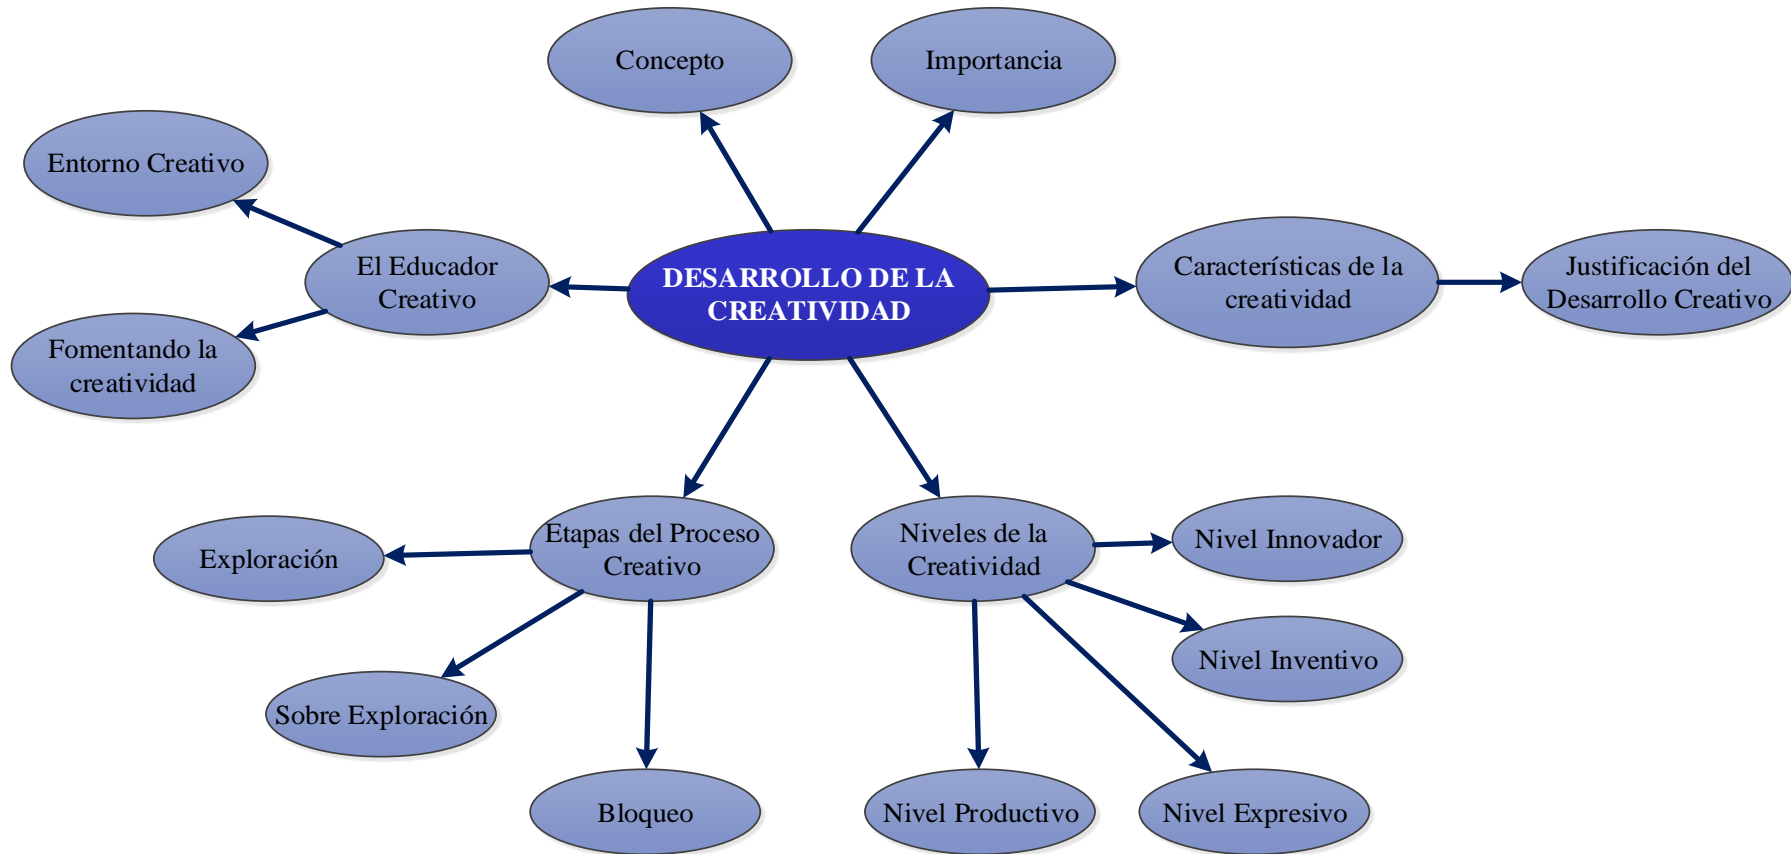 Concepto
Importancia
Entorno Creativo
El Educador
Creativo
DESARROLLO DE LA
CREATIVIDAD
Características de la
creatividad
Justificación del
Desarrollo Creativo
Fomentando la
creatividad
Etapas del Proceso
Creativo
Niveles de la
Creatividad
Nivel Innovador
Exploración
Nivel Inventivo
Sobre Exploración
Bloqueo
Nivel Productivo
Nivel Expresivo